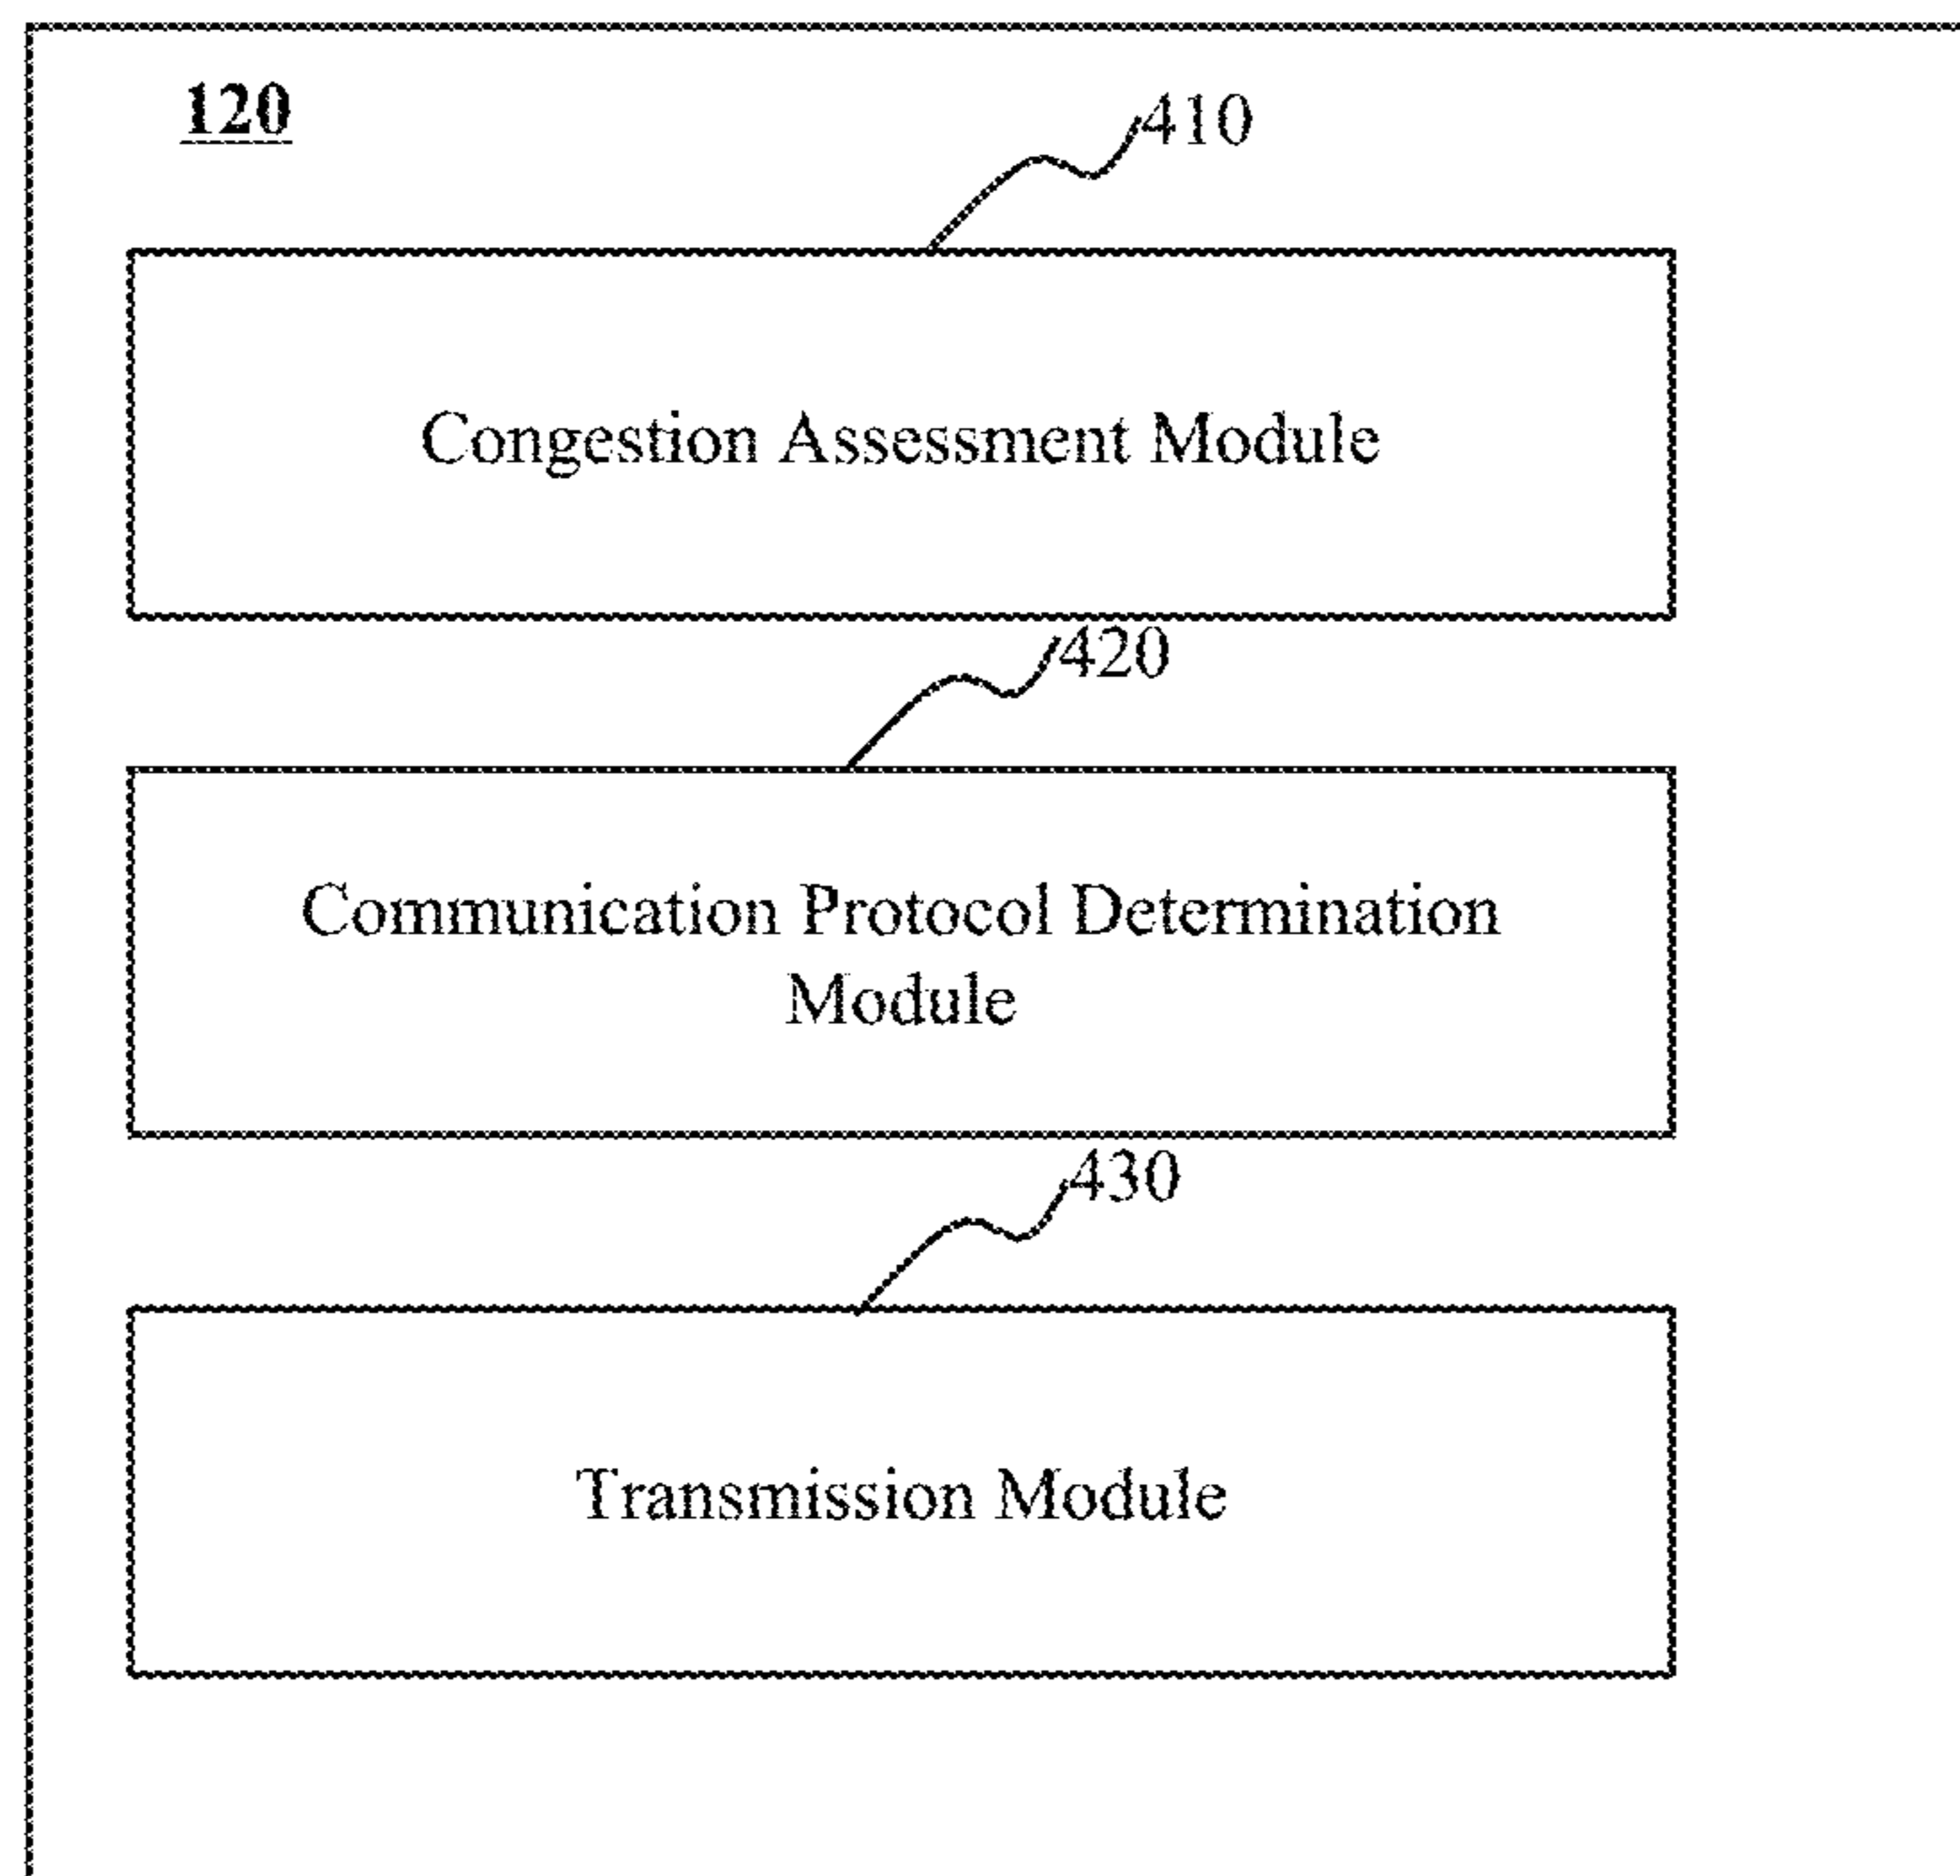 120
410
Congestion Assessment Module
420
Communication Protocol Determination
Module
430
Transmission Module